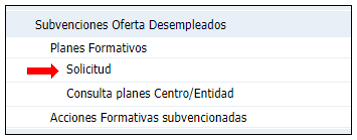 Subvenciones Oferta Desempleados
Planes Formativos
Solicitud
Consulta planes Centro/Entidad
Acciones Formativas subvencionadas